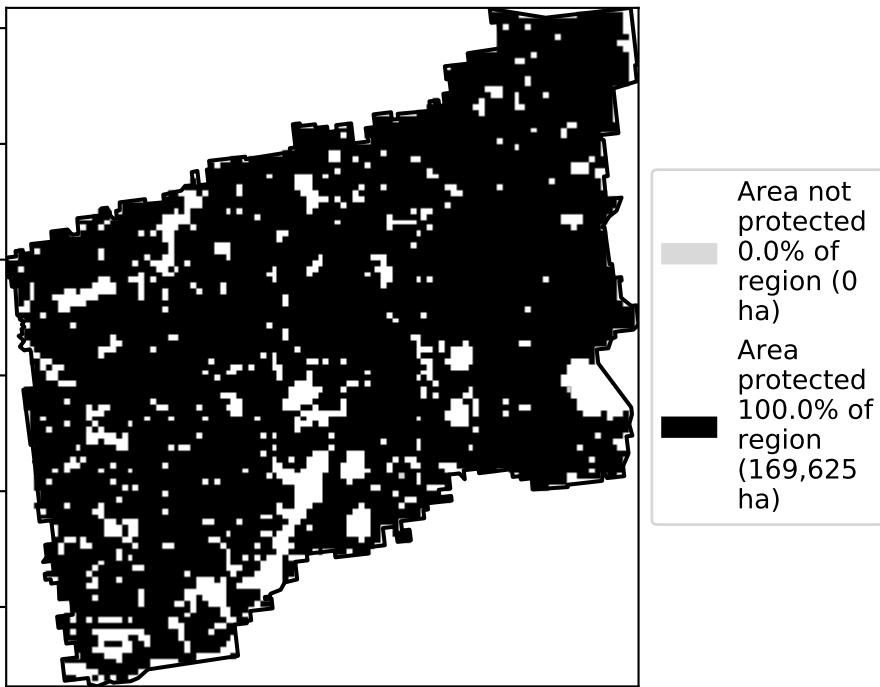 Area not
protected
0.0% of
region (0
ha)
Area
protected
100.0% of
region
(169,625
ha)